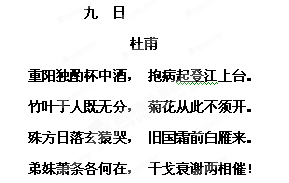 九 日
杜甫
重阳独酌杯中酒， 抱病起登江上台。
竹叶于人既无分， 菊花从此不须开。
殊方日落玄猿哭， 旧国霜前白雁来。
弟妹萧条各何在， 干戈衰谢两相催！